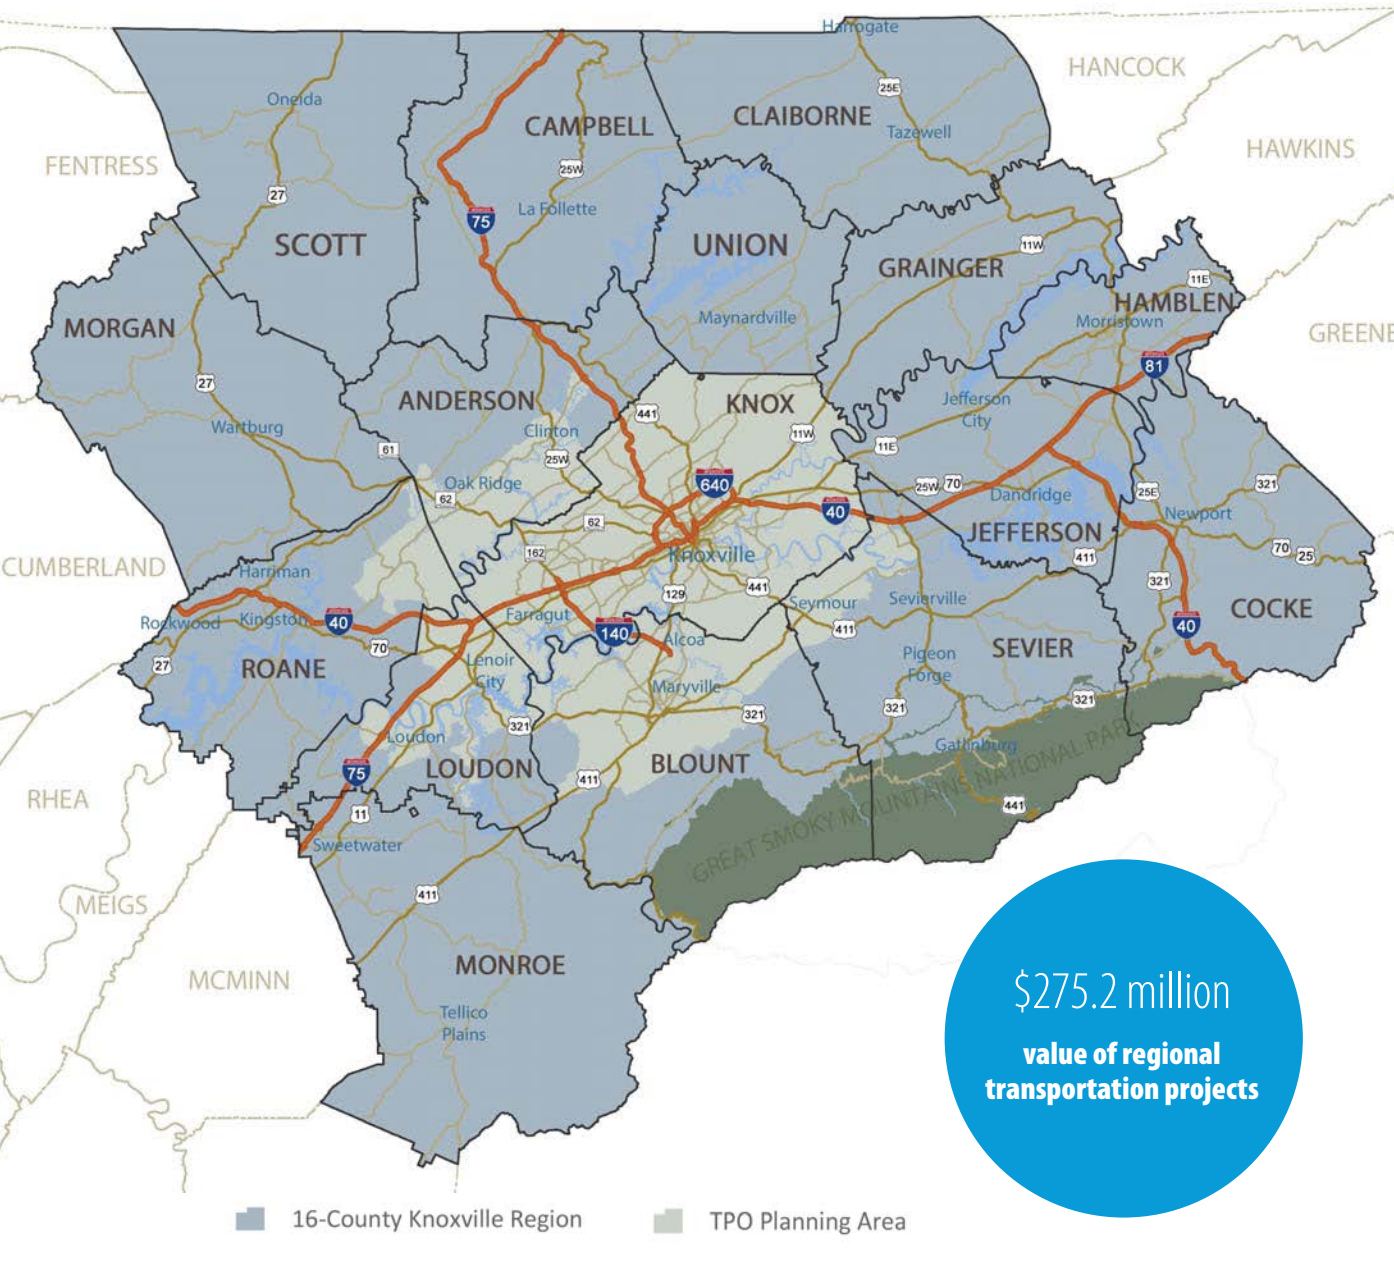 Harrogate
HANCOCK
25E
Oneida
CAMPBELL
CLAIBORNE
Tazewell
HAWKINS
FENTRESS
25W
27
La Follette
75
SCOTT
UNION
11W
GRAINGER
11E
HAMBLEN
MORGAN
Maynardville
Morristown
GREENE
81
27
ANDERSON
KNOX
Jefferson
City
441
Wartburg
Clinton
11W
11E
61
25W
Oak Ridge
640
25W
70
321
62
Dandridge
25E
40
Newport
62
JEFFERSON
162
Knoxville
411
70
25
CUMBERLAND
Harriman
321
129
441
Rockwood
Kingston
40
Farragut
Seymour
Sevierville
COCKE
140
411
40
70
Alcoa
27
ROANE
Lenoir
City
Pigeon
Forge
SEVIER
Maryville
321
321
321
321
Loudon
Gatlinburg
75
LOUDON
BLOUNT
411
GREAT SMOKY MOUNTAINS NATIONAL PARK
RHEA
11
441
Sweetwater
411
MEIGS
MONROE
MCMINN
$275.2 million
Tellico
Plains
value of regional
transportation projects
16-County Knoxville Region
TPO Planning Area